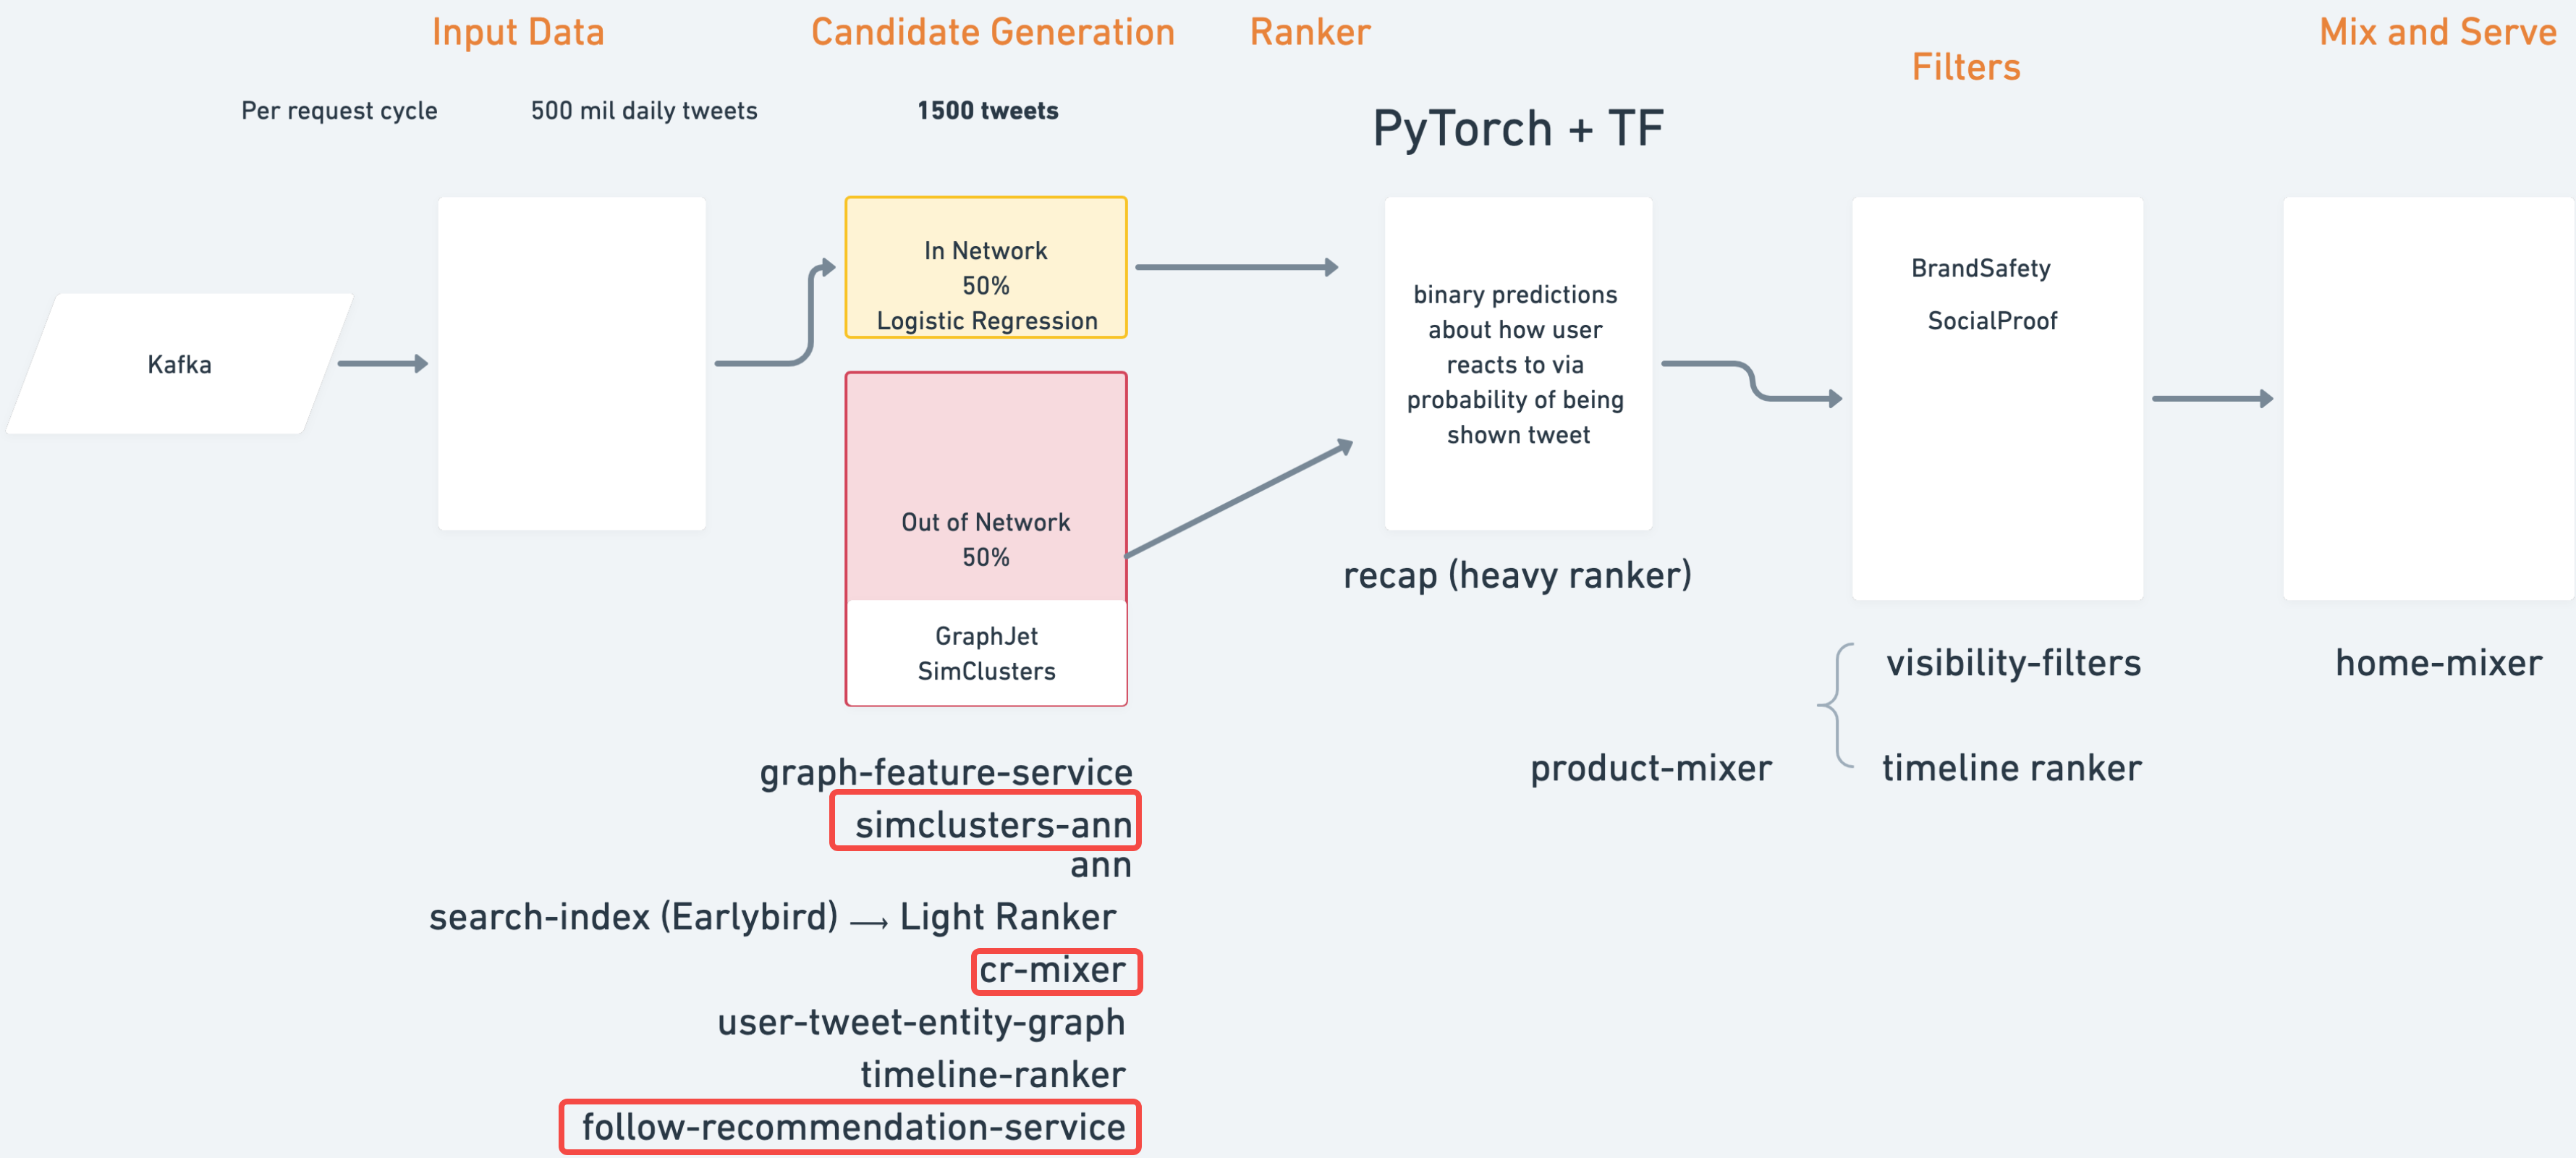 Input Data
Candidate Generation
Ranker
Filters
Mix and Serve
Per request cycle
500 mil daily tweets
1500 tweets
PyTorch + TF
Kafka
In Network
50%
Logistic Regression
Out of Network
50%
GraphJet
SimClusters
binary predictions
about how user
reacts to via
probability of being
shown tweet
recap (heavy ranker)
BrandSafety
SocialProof
visibility-filters
product-mixer
timeline ranker
home-mixer
graph-feature-service
simclusters-ann
ann
search-index (Earlybird) → Light Ranker
cr-mixer
user-tweet-entity-graph
timeline-ranker
follow-recommendation-service